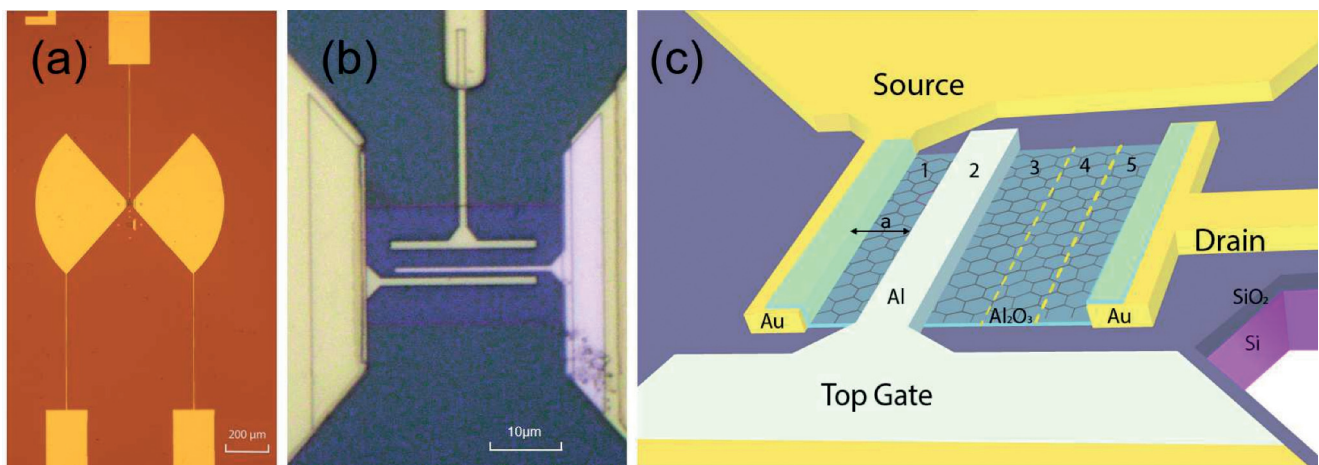 (a)
200 μm
(b)
10μm
(c)
Source
1
2
3
4
5
a
Drain
Al
SiO₂
Au
Al₂O₃
Au
Si
Top Gate